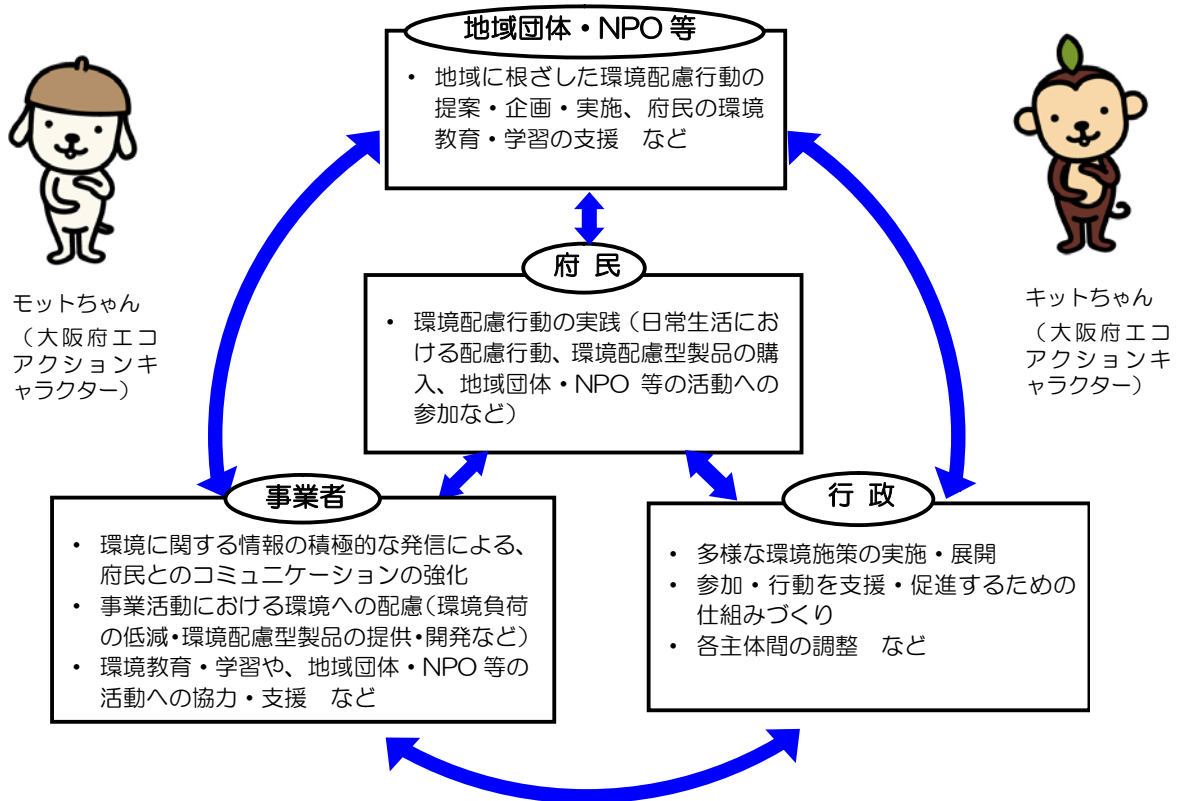 地域団体・NPO 等
・ 地域に根ざした環境配慮行動の
提案・企画・実施、府民の環境
教育・学習の支援　など
府 民
・ 環境配慮行動の実践（日常生活にお
ける配慮行動、環境配慮型製品の購
入、地域団体・NPO 等の活動への
参加など）
モットちゃん
（大阪府エコ
アクションキ
ャラクター）
キットちゃん
（大阪府エコ
アクションキ
ャラクター）
事業者
・ 環境に関する情報の積極的な発信による、
府民とのコミュニケーションの強化
・ 事業活動における環境への配慮（環境負荷
の低減・環境配慮型製品の提供・開発など）
・ 環境教育・学習や、地域団体・NPO 等の
活動への協力・支援　など
行 政
・ 多様な環境施策の実施・展開
・ 参加・行動を支援・促進するための
仕組みづくり
・ 各主体間の調整　など